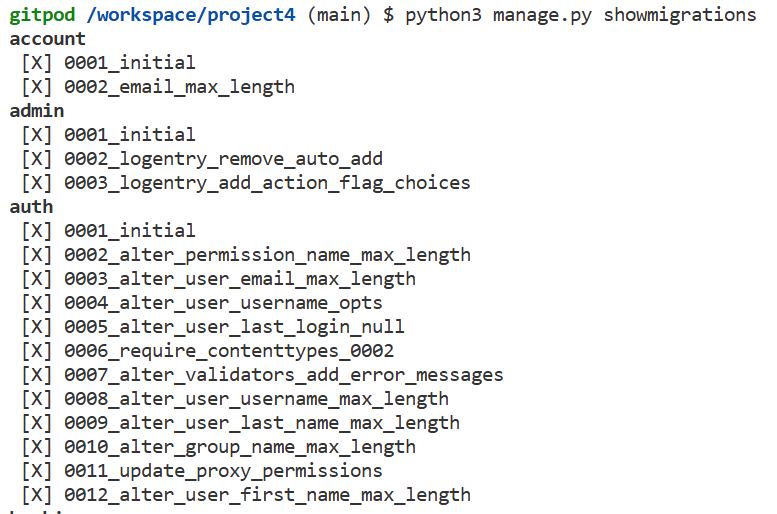 gitpod /workspace/project4 (main) $ python3 manage.py showmigrations
account
 [X] 0001_initial
 [X] 0002_email_max_length
admin
 [X] 0001_initial
 [X] 0002_logentry_remove_auto_add
 [X] 0003_logentry_add_action_flag_choices
auth
 [X] 0001_initial
 [X] 0002_alter_permission_name_max_length
 [X] 0003_alter_user_email_max_length
 [X] 0004_alter_user_username_opts
 [X] 0005_alter_user_last_login_null
 [X] 0006_require_contenttypes_0002
 [X] 0007_alter_validators_add_error_messages
 [X] 0008_alter_user_username_max_length
 [X] 0009_alter_user_last_name_max_length
 [X] 0010_alter_group_name_max_length
 [X] 0011_update_proxy_permissions
 [X] 0012_alter_user_first_name_max_length